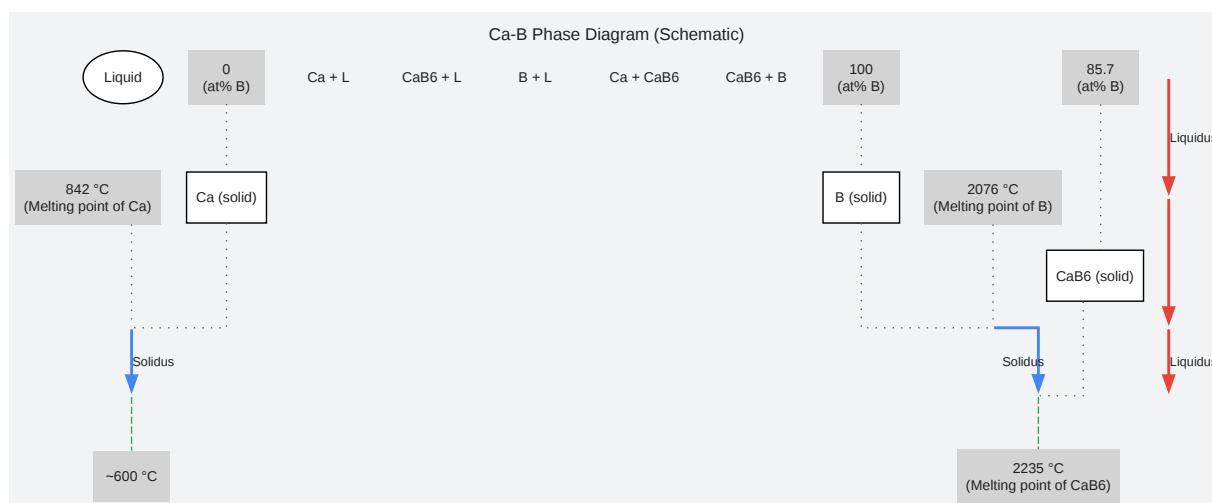 Ca-B Phase Diagram (Schematic)
Liquid
0
(at% B)
Ca + L
CaB6 + L
B + L
Ca + CaB6
CaB6 + B
100
(at% B)
85.7
(at% B)
Liquidus
842 °C
(Melting point of Ca)
Ca (solid)
B (solid)
2076 °C
(Melting point of B)
CaB6 (solid)
Solidus
Solidus
Liquidus
~600 °C
2235 °C
(Melting point of CaB6)